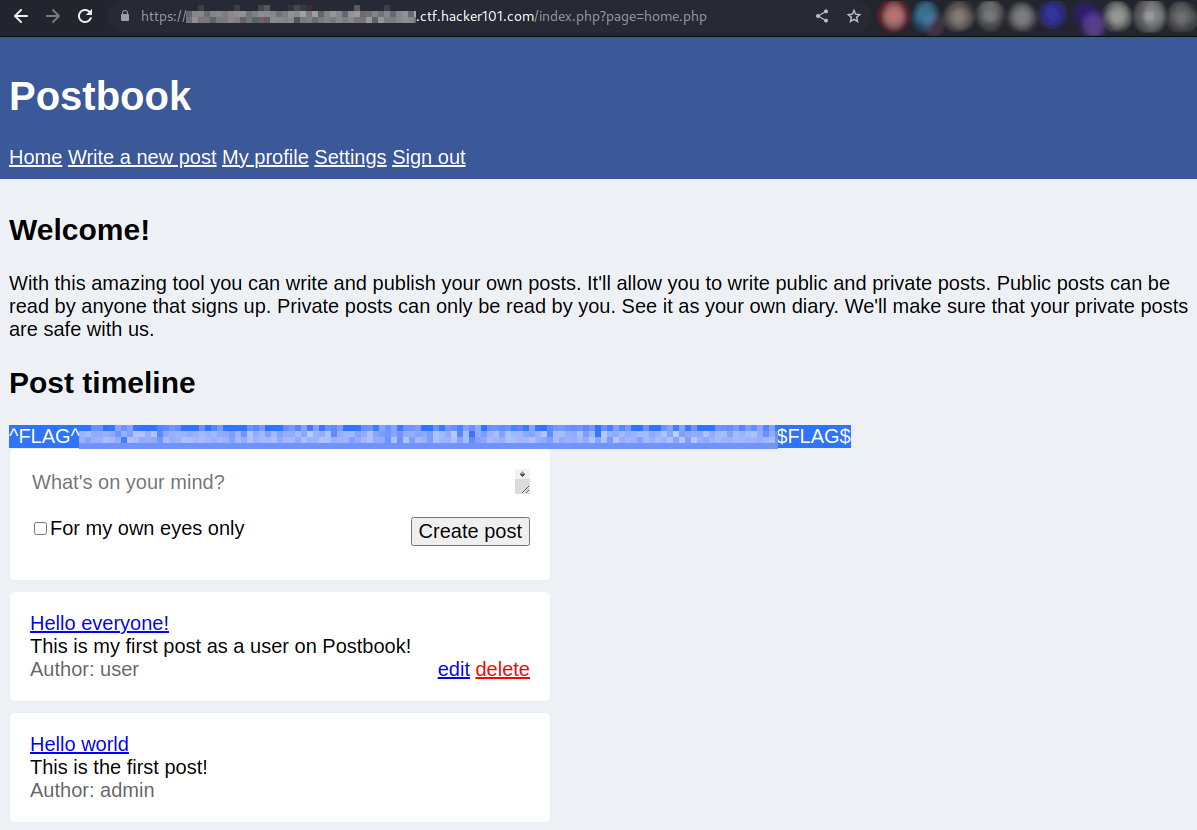 https:// .ctf.hacker101.com/index.php?page=home.php
Postbook
Home Write a new post My profile Settings Sign out
Welcome!
With this amazing tool you can write and publish your own posts. It'll allow you to write public and private posts. Public posts can be
read by anyone that signs up. Private posts can only be read by you. See it as your own diary. We'll make sure that your private posts
are safe with us.
Post timeline
^FLAG^ $FLAG$
What's on your mind?
For my own eyes only Create post
Hello everyone!
This is my first post as a user on Postbook!
Author: user edit delete
Hello world
This is the first post!
Author: admin